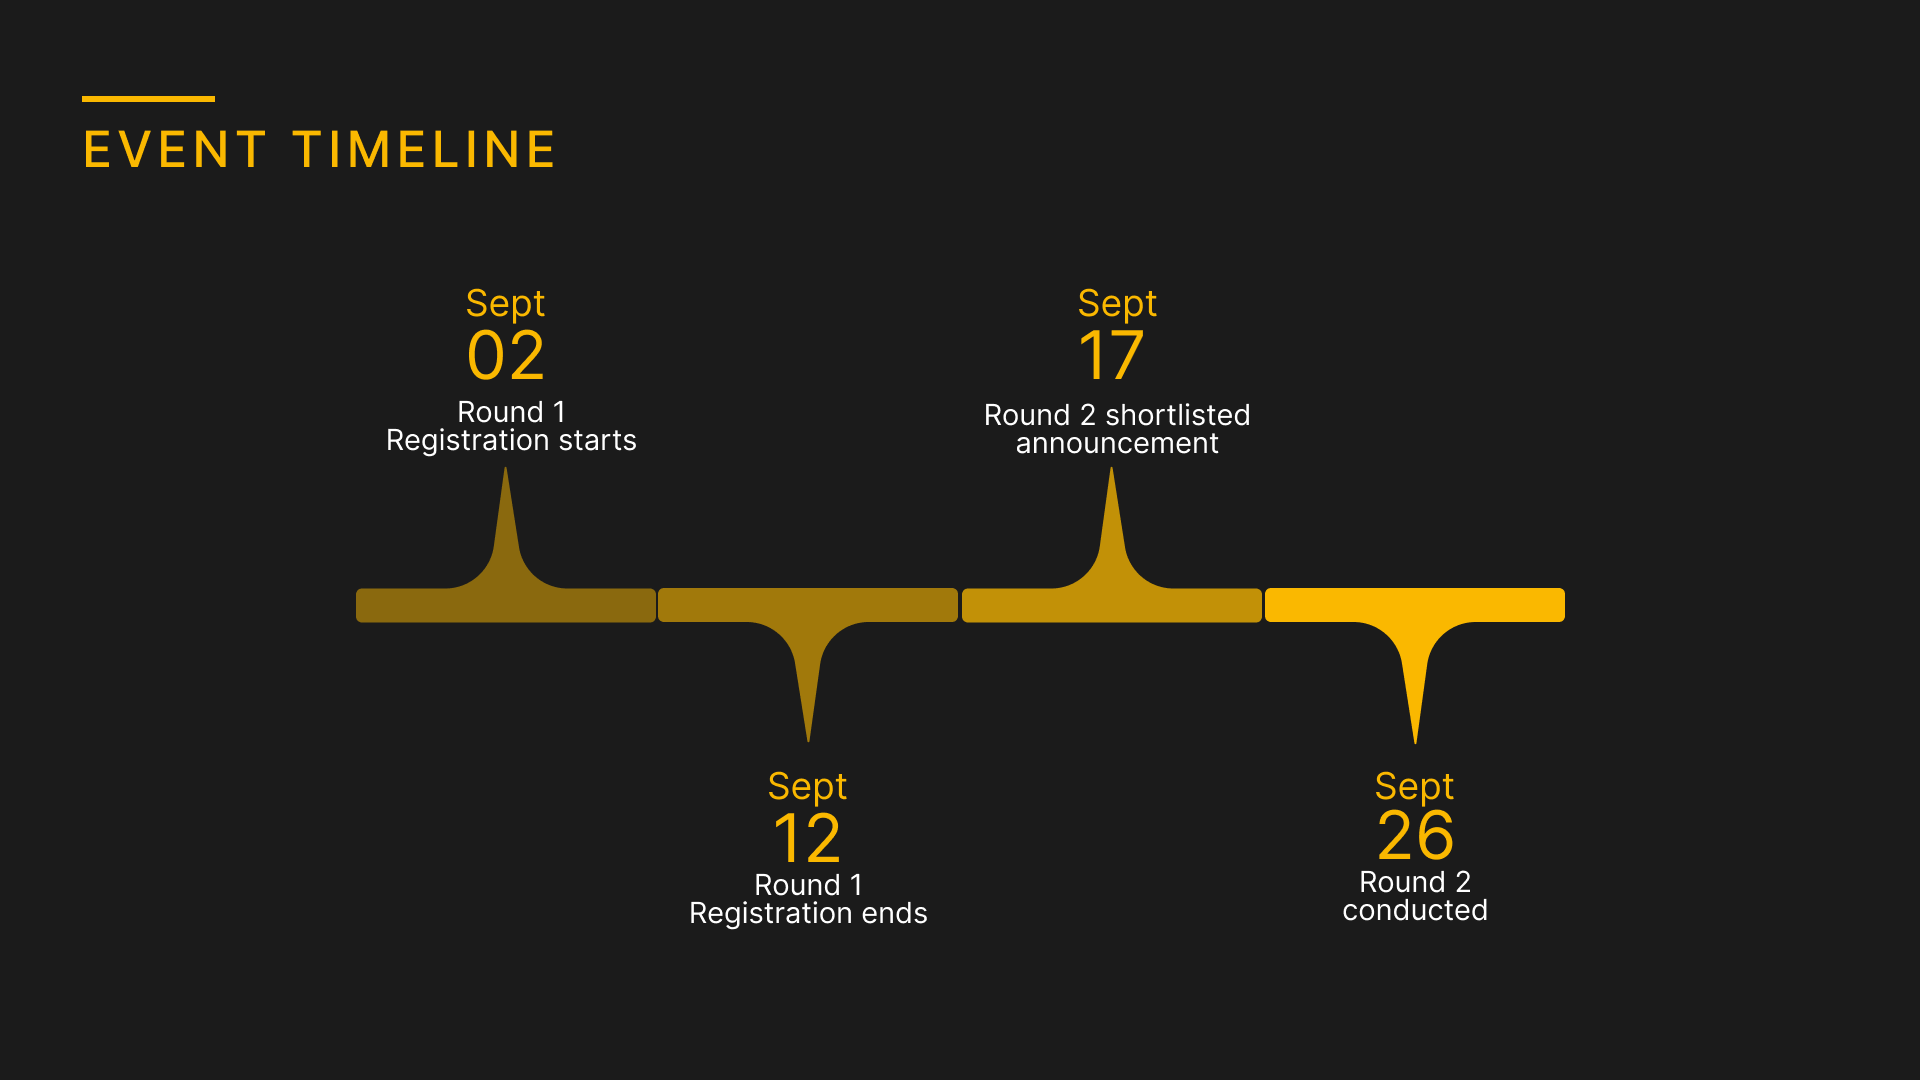 EVENT TIMELINE
Sept
02
Round 1
Registration starts
Sept
12
Round 1
Registration ends
Sept
17
Round 2 shortlisted
announcement
Sept
26
Round 2
conducted